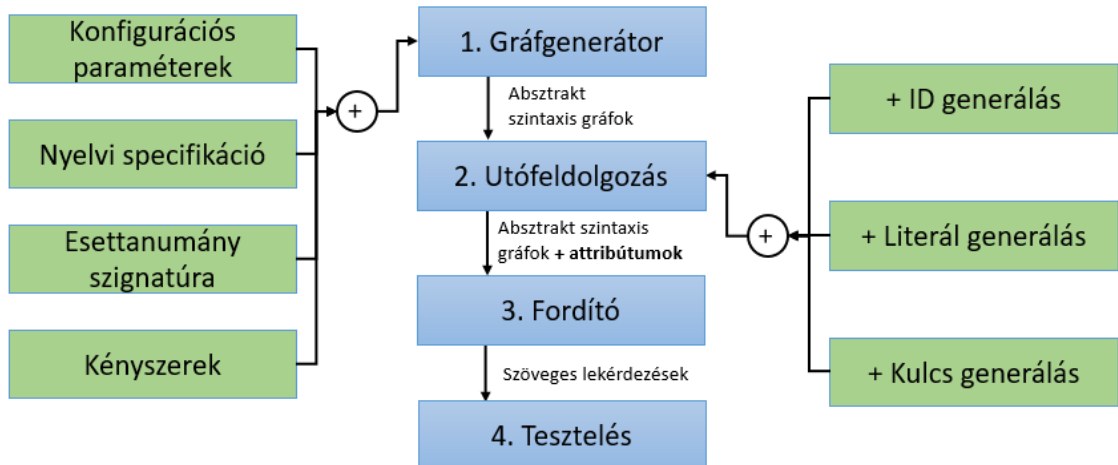 Konfigurációs
paraméterek
Nyelvi specifikáció
Esettanumány
szignatúra
Kényszerek
+
1. Gráfgenerátor
Absztrakt
szintaxis gráfok
2. Utófeldolgozás
Absztrakt szintaxis
gráfok + attribútumok
3. Fordító
Szöveges lekérdezések
4. Tesztelés
+
+ ID generálás
+ Literál generálás
+ Kulcs generálás